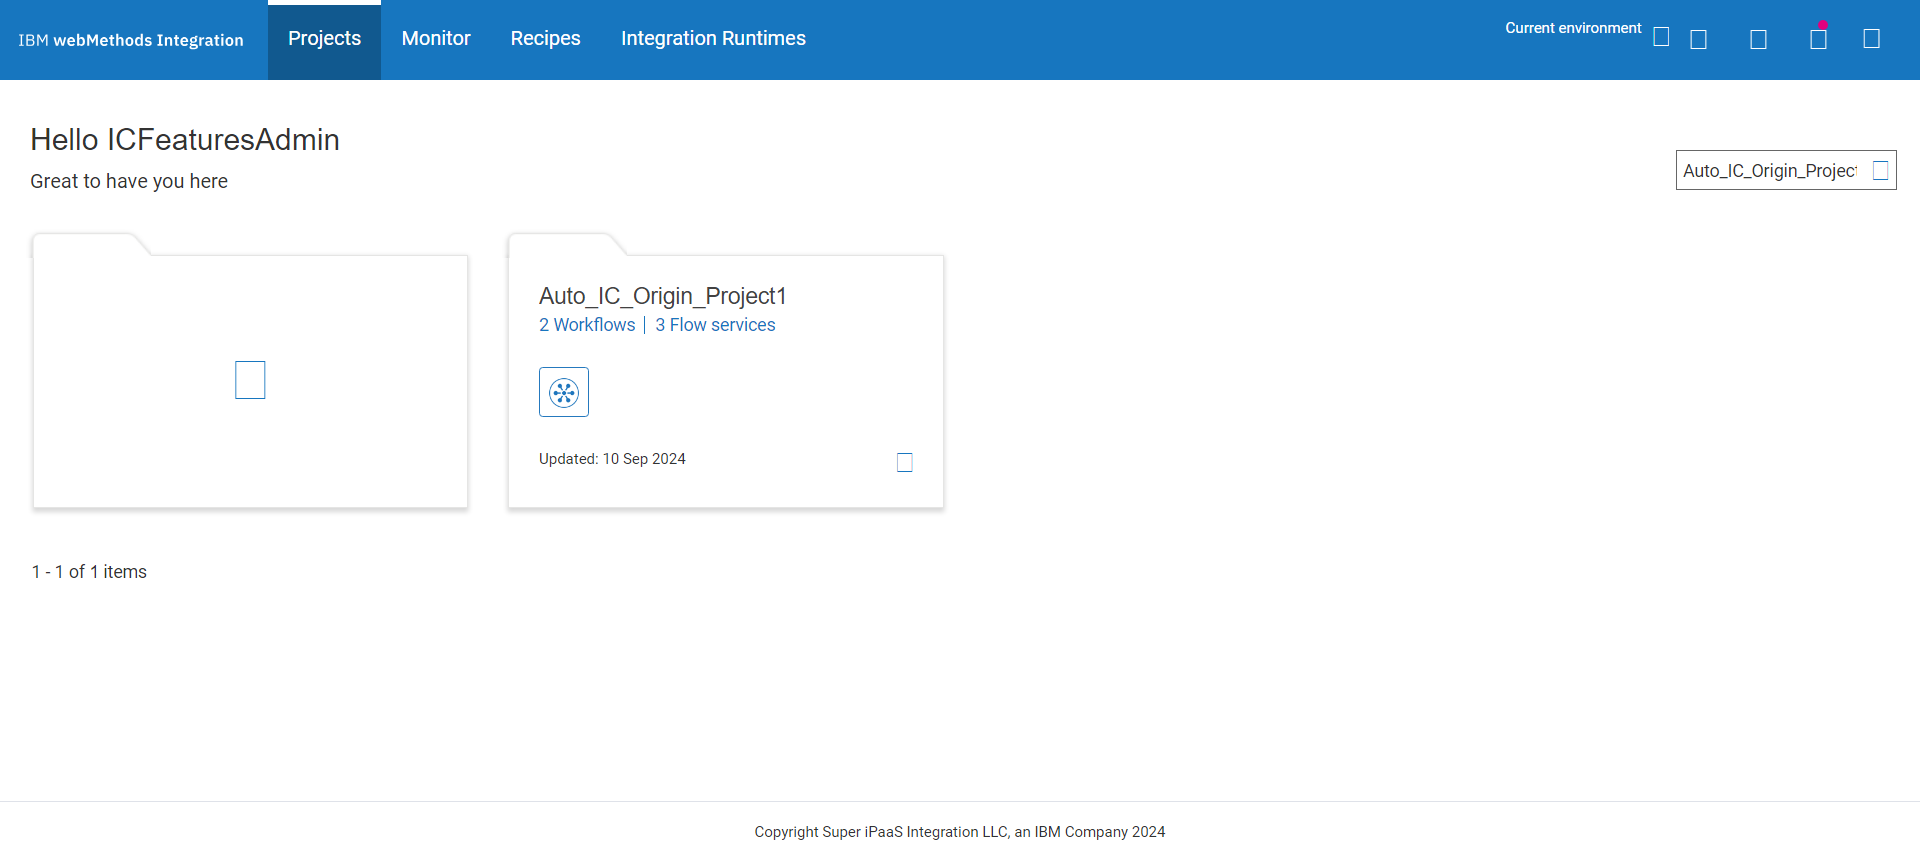 IBM webMethods Integration
Projects
Monitor
Recipes
Integration Runtimes
Current environment
Hello ICFeaturesAdmin
Great to have you here
Auto_IC_Origin_Project
Auto_IC_Origin_Project1
2 Workflows | 3 Flow services
Updated: 10 Sep 2024
1 - 1 of 1 items
Copyright Super iPaaS Integration LLC, an IBM Company 2024